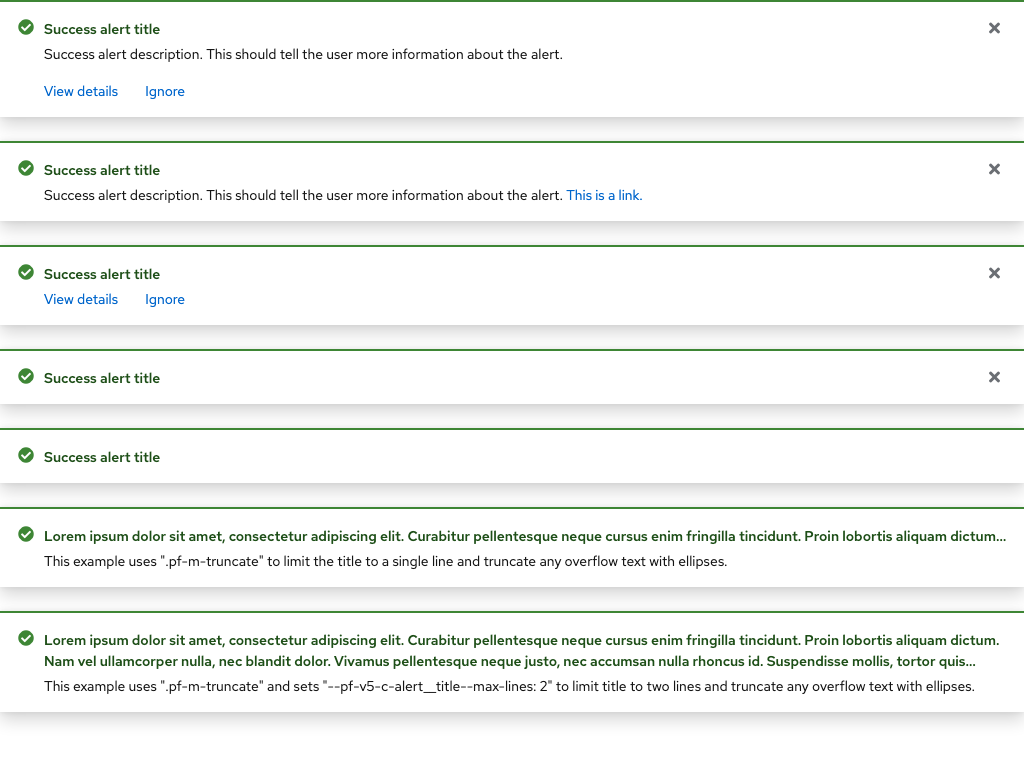 Success alert title
Success alert description. This should tell the user more information about the alert.
View details Ignore
Success alert title
Success alert description. This should tell the user more information about the alert. This is a link.
Success alert title
View details Ignore
Success alert title
Success alert title
Lorem ipsum dolor sit amet, consectetur adipiscing elit. Curabitur pellentesque neque cursus enim fringilla tincidunt. Proin lobortis aliquam dictum...
This example uses ".pf-m-truncate" to limit the title to a single line and truncate any overflow text with ellipses.
Lorem ipsum dolor sit amet, consectetur adipiscing elit. Curabitur pellentesque neque cursus enim fringilla tincidunt. Proin lobortis aliquam dictum.
Nam vel ullamcorper nulla, nec blandit dolor. Vivamus pellentesque neque justo, nec accumsan nulla rhoncus id. Suspendisse mollis, tortor quis...
This example uses ".pf-m-truncate" and sets "--pf-v5-c-alert__title--max-lines: 2" to limit title to two lines and truncate any overflow text with ellipses.